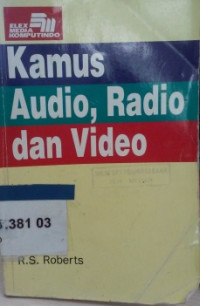 ELEX
MEDIA
KOMPUTINDO
Kamus
Audio, Radio
dan Video
.381 03
R.S. Roberts